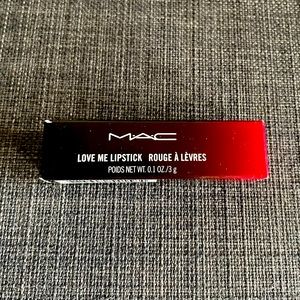 MAC
LOVE ME LIPSTICK ROUGE À LÈVRES
POIDS NET WT. 0.1 OZ./3 g